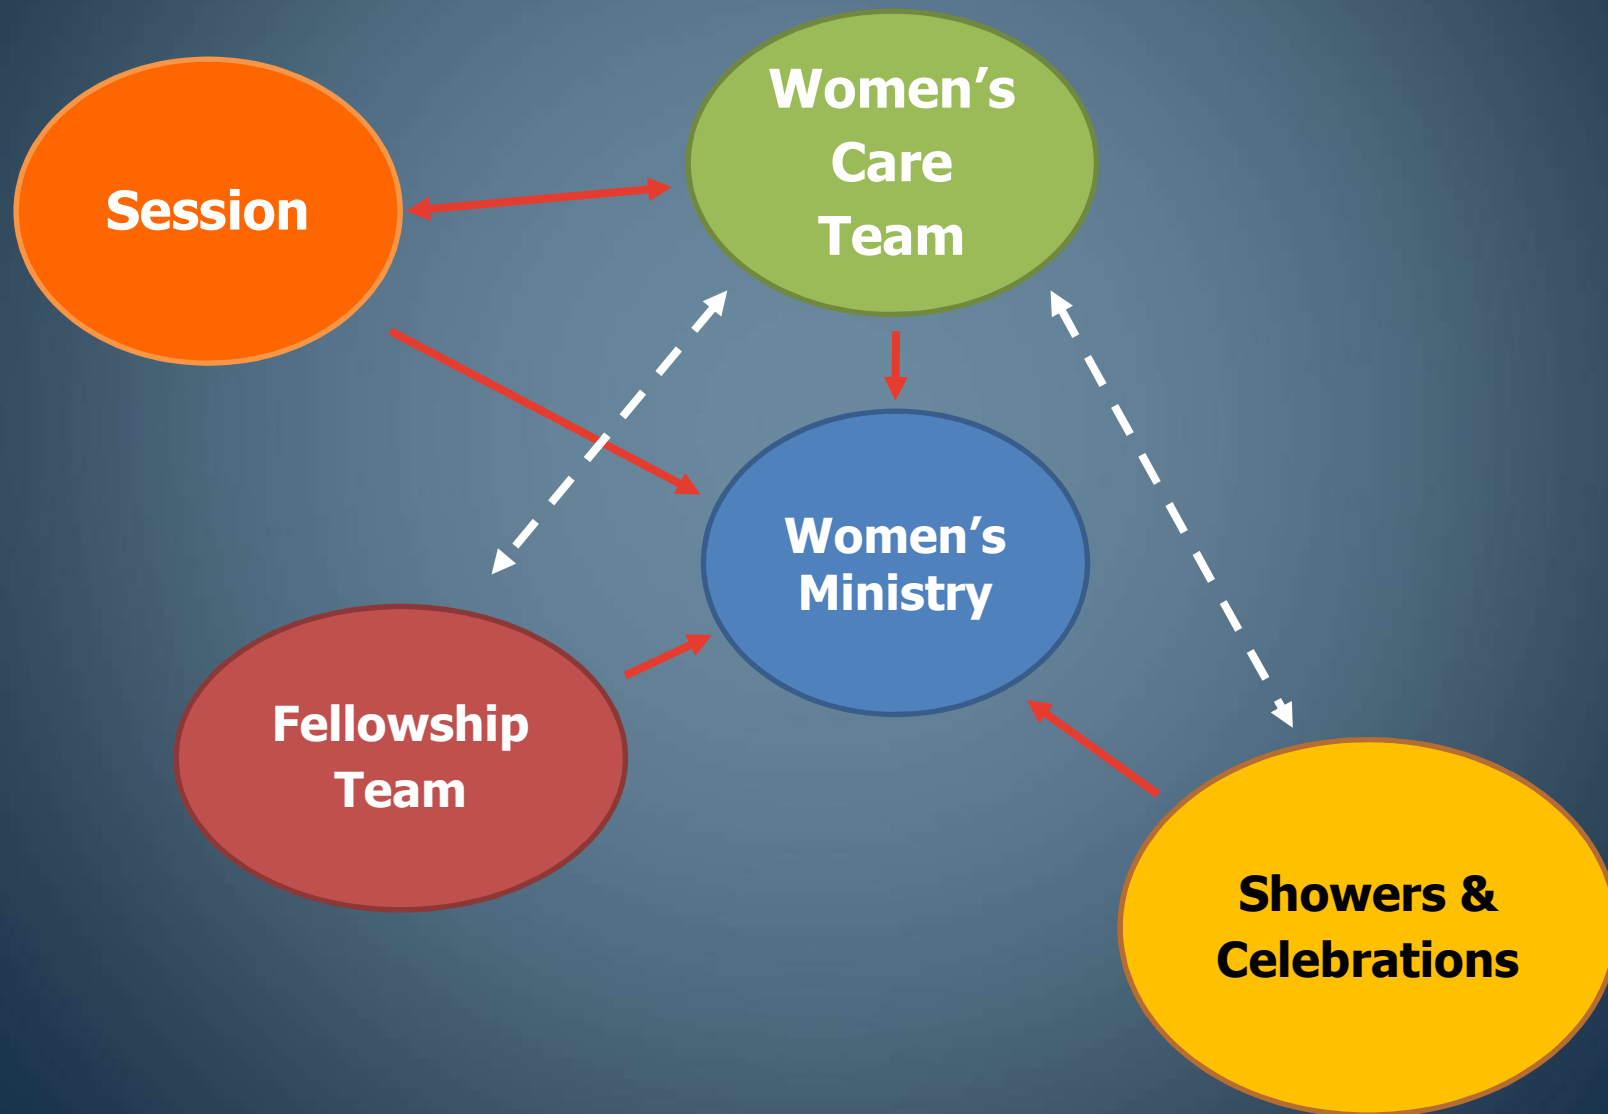 Session
Women’s
Care
Team
Women’s
Ministry
Fellowship
Team
Showers &
Celebrations